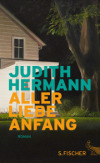 JUDITH
HERMANN
ALLER
LIEBE
ANFANG
ROMAN
S. FISCHER